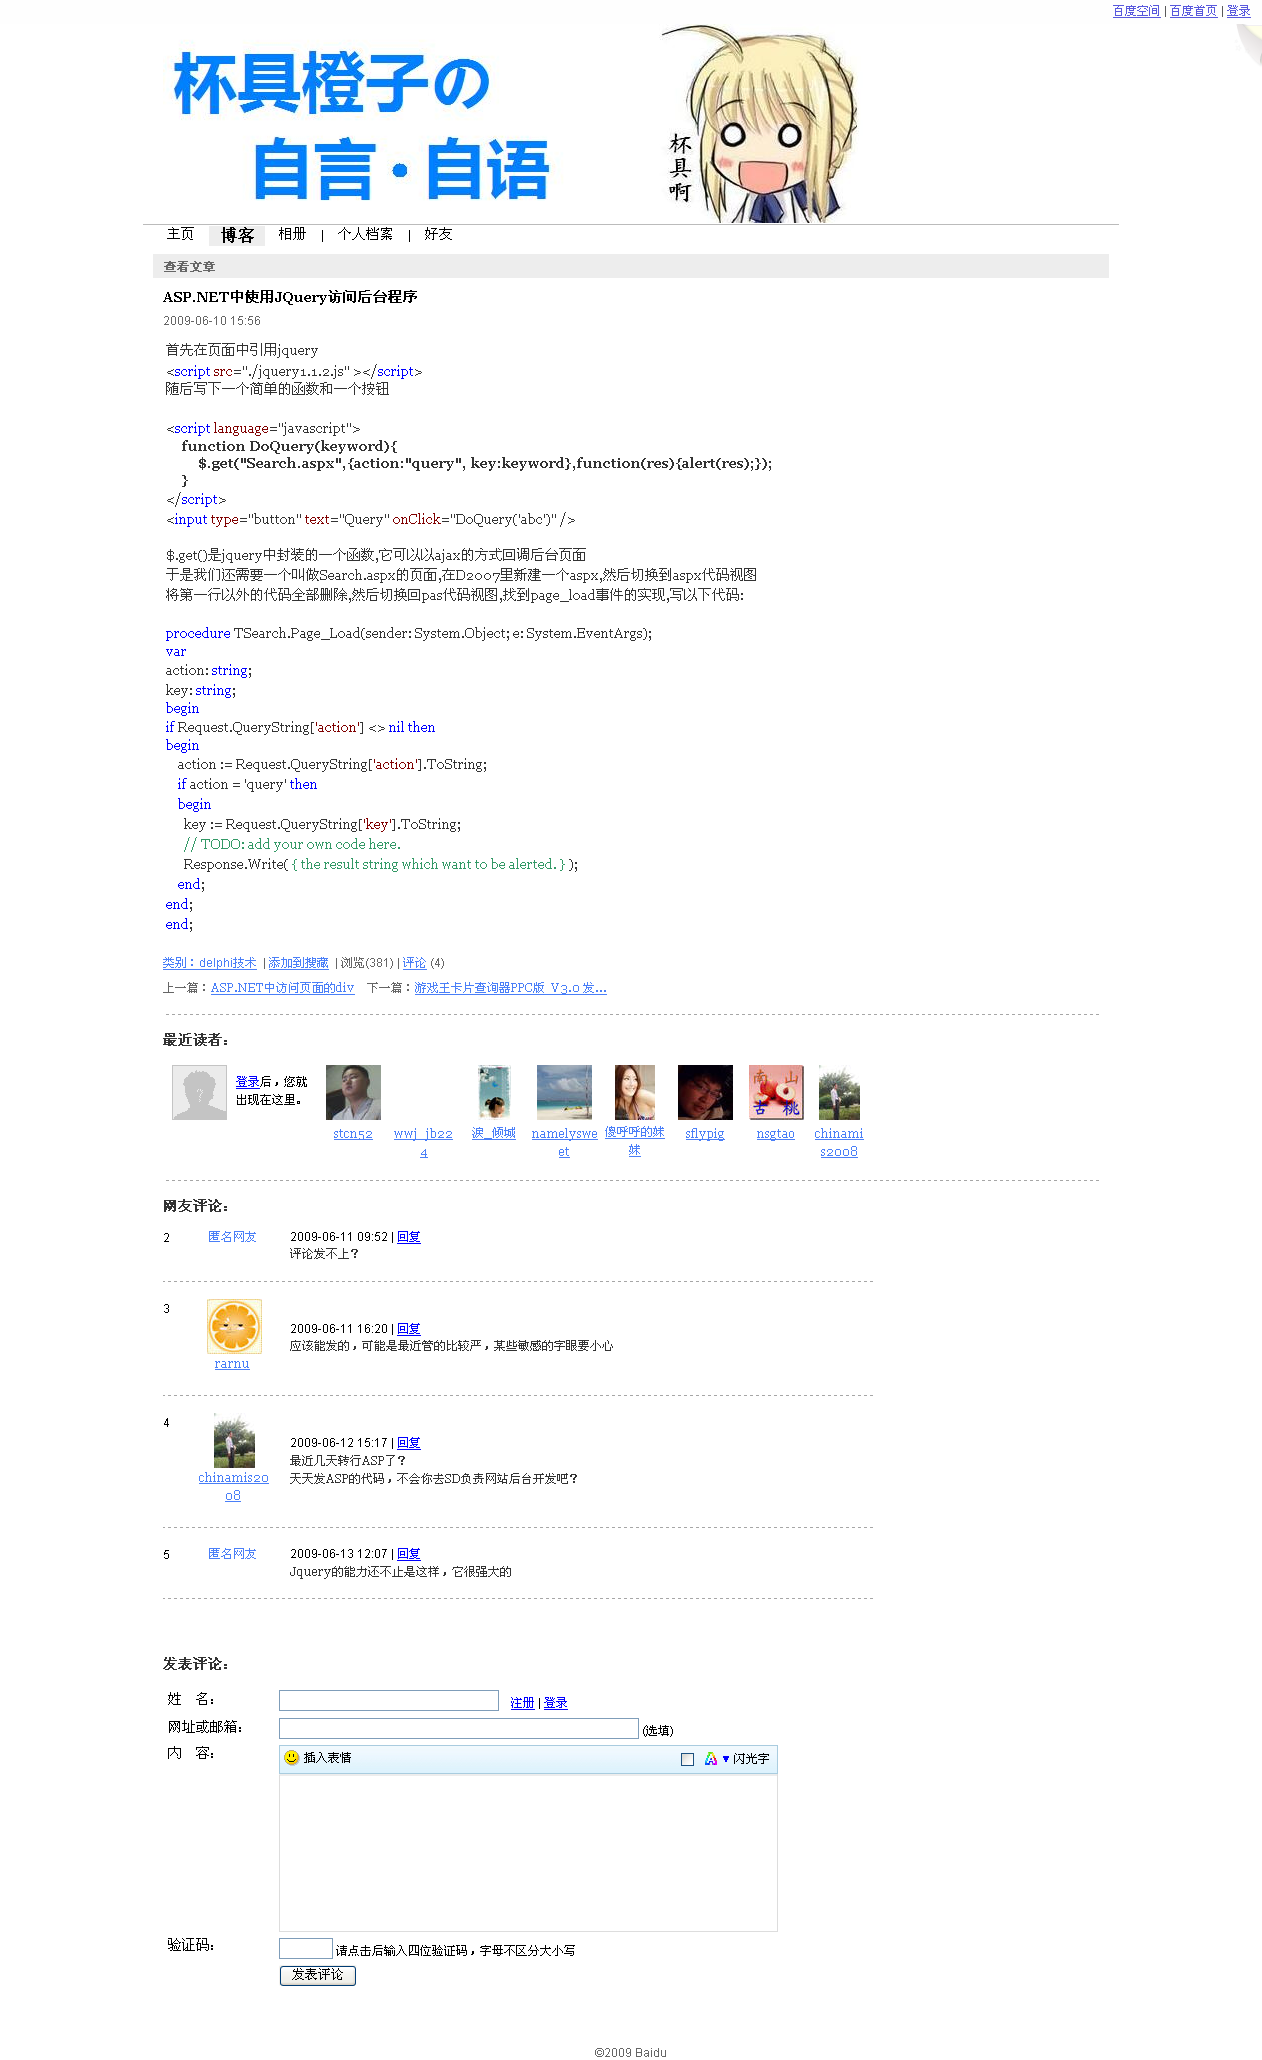 百度空间 | 百度首页 | 登录
杯具橙子の
自言·自语
杯具啊
主页 博客 相册 | 个人档案 | 好友
查看文章
ASP.NET中使用JQuery访问后台程序
2009-06-10 15:56
首先在页面中引用jquery
<script src="./jquery1.1.2.js" ></script>
随后写下一个简单的函数和一个按钮
<script language="javascript">
function DoQuery(keyword){
$.get("Search.aspx",{action:"query", key:keyword},function(res){alert(res);});
}
</script>
<input type="button" text="Query" onClick="DoQuery('abc')" />
$.get()是jquery中封装的一个函数,它可以以ajax的方式回调后台页面
于是我们还需要一个叫做Search.aspx的页面,在D2007里新建一个aspx,然后切换到aspx代码视图
将第一行以外的代码全部删除,然后切换回pas代码视图,找到page_load事件的实现,写以下代码:
procedure TSearch.Page_Load(sender: System.Object; e: System.EventArgs);
var
action: string;
key: string;
begin
if Request.QueryString['action'] <> nil then
begin
action := Request.QueryString['action'].ToString;
if action = 'query' then
begin
key := Request.QueryString['key'].ToString;
// TODO: add your own code here.
Response.Write( { the result string which want to be alerted. } );
end;
end;
end;
类别：delphi技术 | 添加到搜藏 | 浏览(381) | 评论 (4)
上一篇：ASP.NET中访问页面的div 下一篇：游戏王卡片查询器PPC版 V3.0 发...
最近读者：
登录后，您就
出现在这里。
stcn52 wwj_jb22 淚_倾城 namelyswe 傻呼呼的妹 sflypig nsgtao chinami
4 et 妹 s2008
网友评论：
2 匿名网友 2009-06-11 09:52 | 回复
评论发不上？
3
2009-06-11 16:20 | 回复
应该能发的，可能是最近管的比较严，某些敏感的字眼要小心
rarnu
4
2009-06-12 15:17 | 回复
最近几天转行ASP了？
天天发ASP的代码，不会你去SD负责网站后台开发吧？
chinamis20
08
5 匿名网友 2009-06-13 12:07 | 回复
Jquery的能力还不止是这样，它很强大的
发表评论：
姓 名： 注册 | 登录
网址或邮箱： (选填)
内 容： 插入表情 闪光字
验证码： 请点击后输入四位验证码，字母不区分大小写
发表评论
©2009 Baidu
南山
古桃